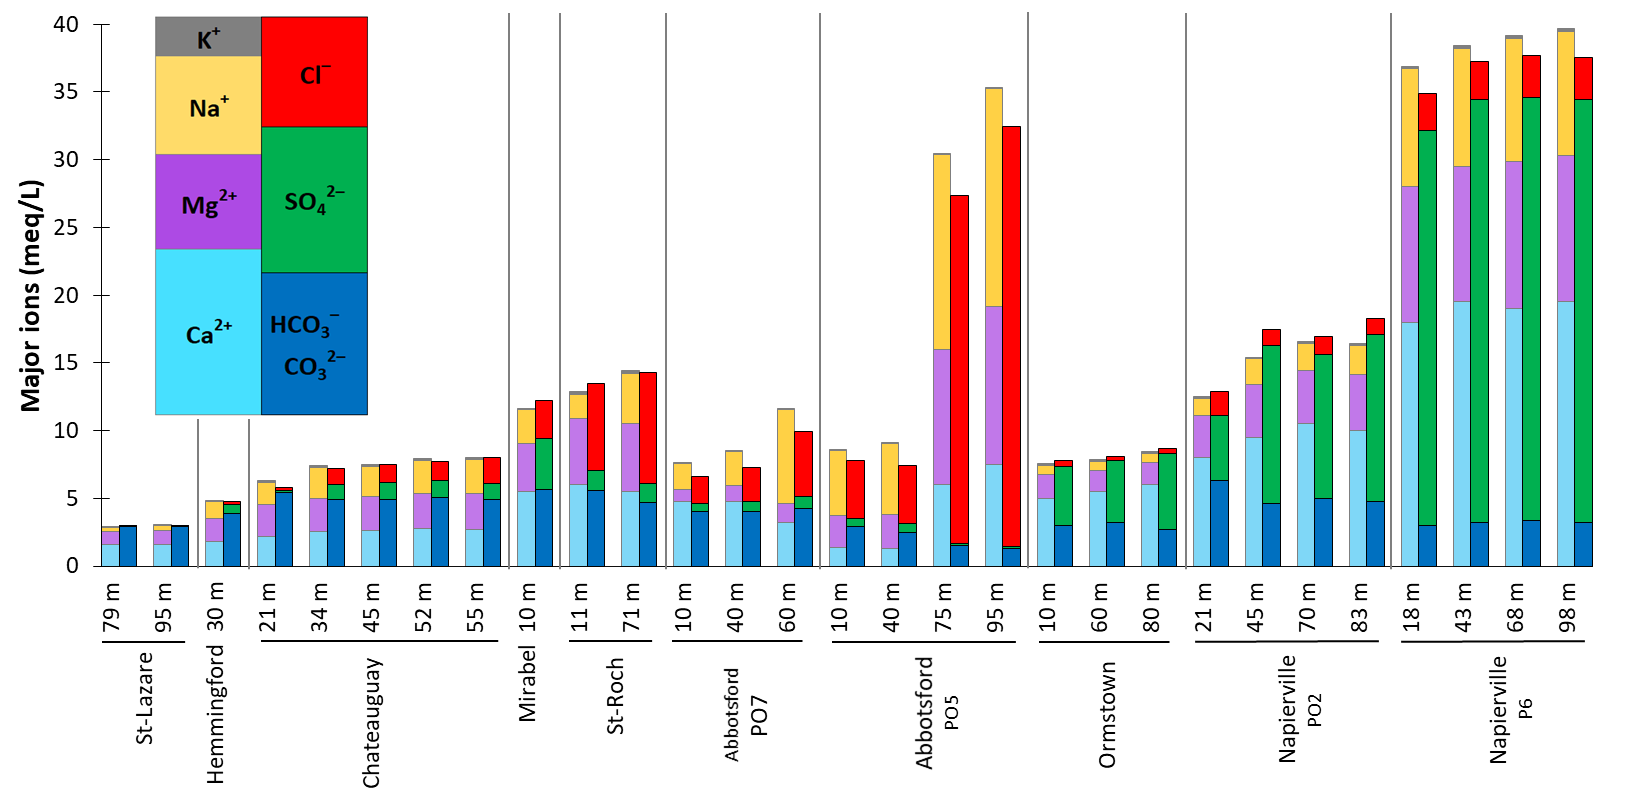 Major ions (meq/L)
40
35
30
25
20
15
10
5
0
K⁺
Na⁺
Mg²⁺
Ca²⁺
Cl⁻
SO₄²⁻
HCO₃⁻
CO₃²⁻
79 m
95 m
30 m
21 m
34 m
45 m
52 m
55 m
10 m
11 m
71 m
10 m
40 m
60 m
10 m
40 m
75 m
95 m
10 m
60 m
80 m
21 m
45 m
70 m
83 m
18 m
43 m
68 m
98 m
St-Lazare
Hemmingford
Chateauguay
Mirabel
St-Roch
Abbotsford
PO7
Abbotsford
PO5
Ormstown
Napierville
PO2
Napierville
P6